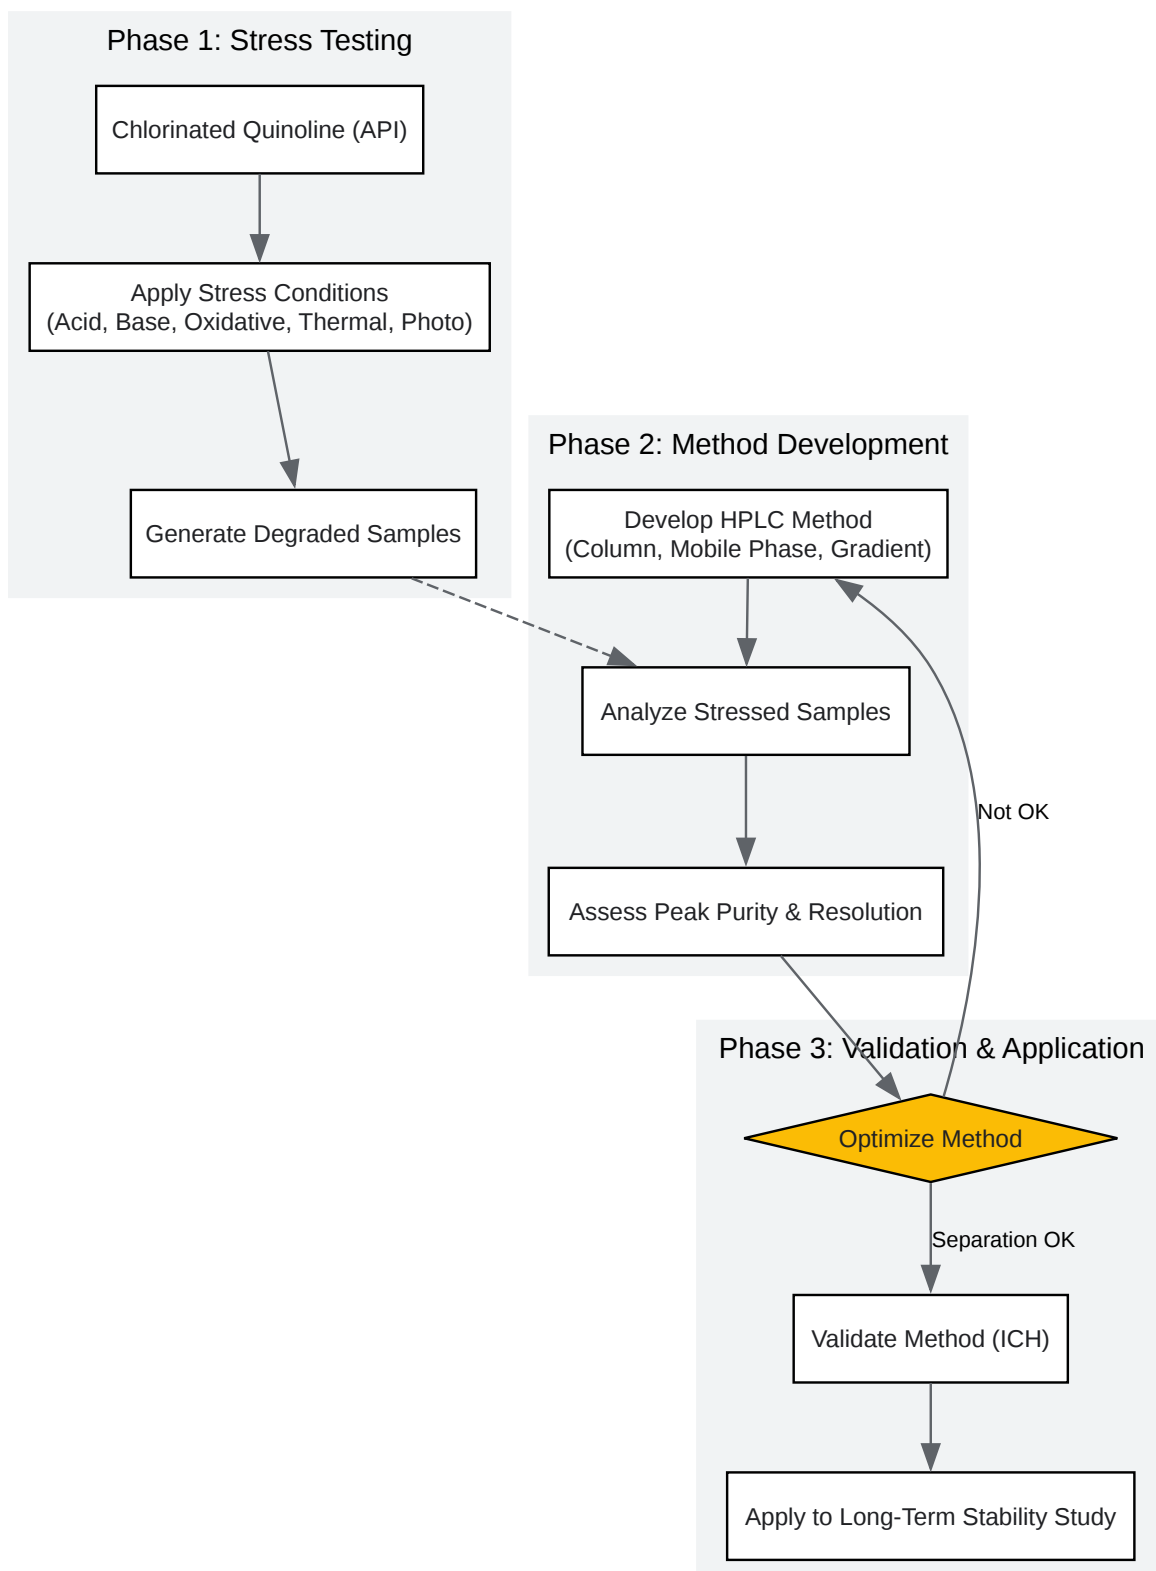 Phase 1: Stress Testing
Chlorinated Quinoline (API)
Apply Stress Conditions
(Acid, Base, Oxidative, Thermal, Photo)
Generate Degraded Samples
Phase 2: Method Development
Develop HPLC Method
(Column, Mobile Phase, Gradient)
Analyze Stressed Samples
Not OK
Assess Peak Purity & Resolution
Phase 3: Validation & Application
Optimize Method
Separation OK
Validate Method (ICH)
Apply to Long-Term Stability Study